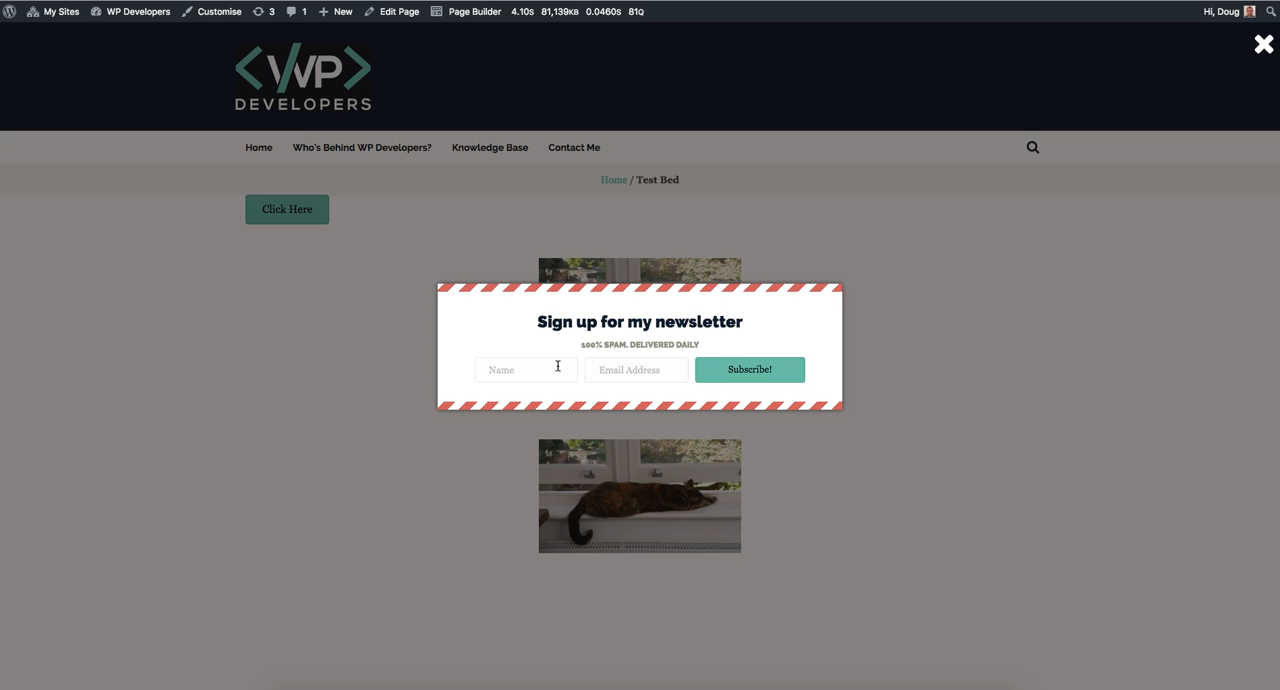 My Sites WP Developers Customise 3 1 New Edit Page Page Builder 4.10S 81,139KB 0.0460S 81Q Hi, Doug
<WP>
DEVELOPERS
Home Who's Behind WP Developers? Knowledge Base Contact Me
Home / Test Bed
Click Here
Sign up for my newsletter
100% SPAM. DELIVERED DAILY
Name Email Address Subscribe!